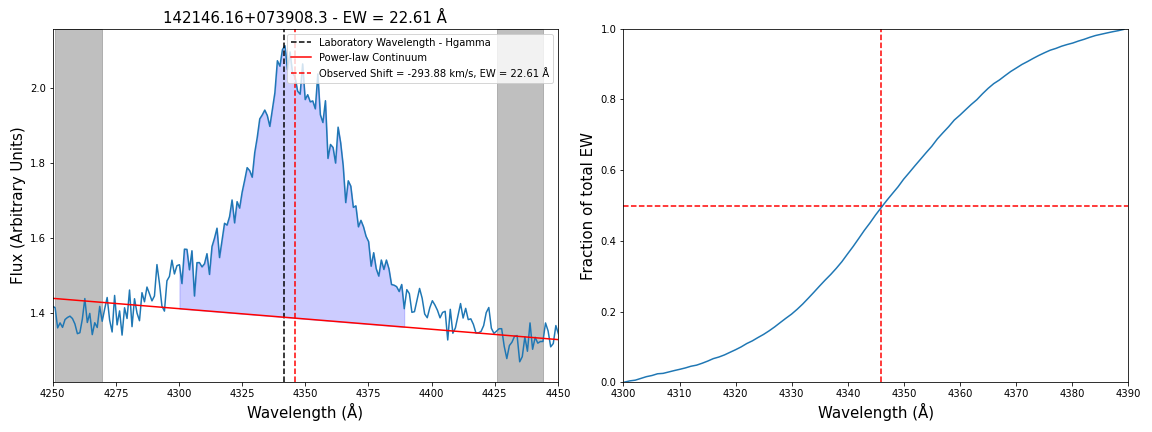 142146.16+073908.3 - EW = 22.61 Å
Laboratory Wavelength - Hgamma
Power-law Continuum
Observed Shift = -293.88 km/s, EW = 22.61 Å
Flux (Arbitrary Units)
2.0
1.8
1.6
1.4
4250 4275 4300 4325 4350 4375 4400 4425 4450
Wavelength (Å)
Fraction of total EW
1.0
0.8
0.6
0.4
0.2
0.0
4300 4310 4320 4330 4340 4350 4360 4370 4380 4390
Wavelength (Å)